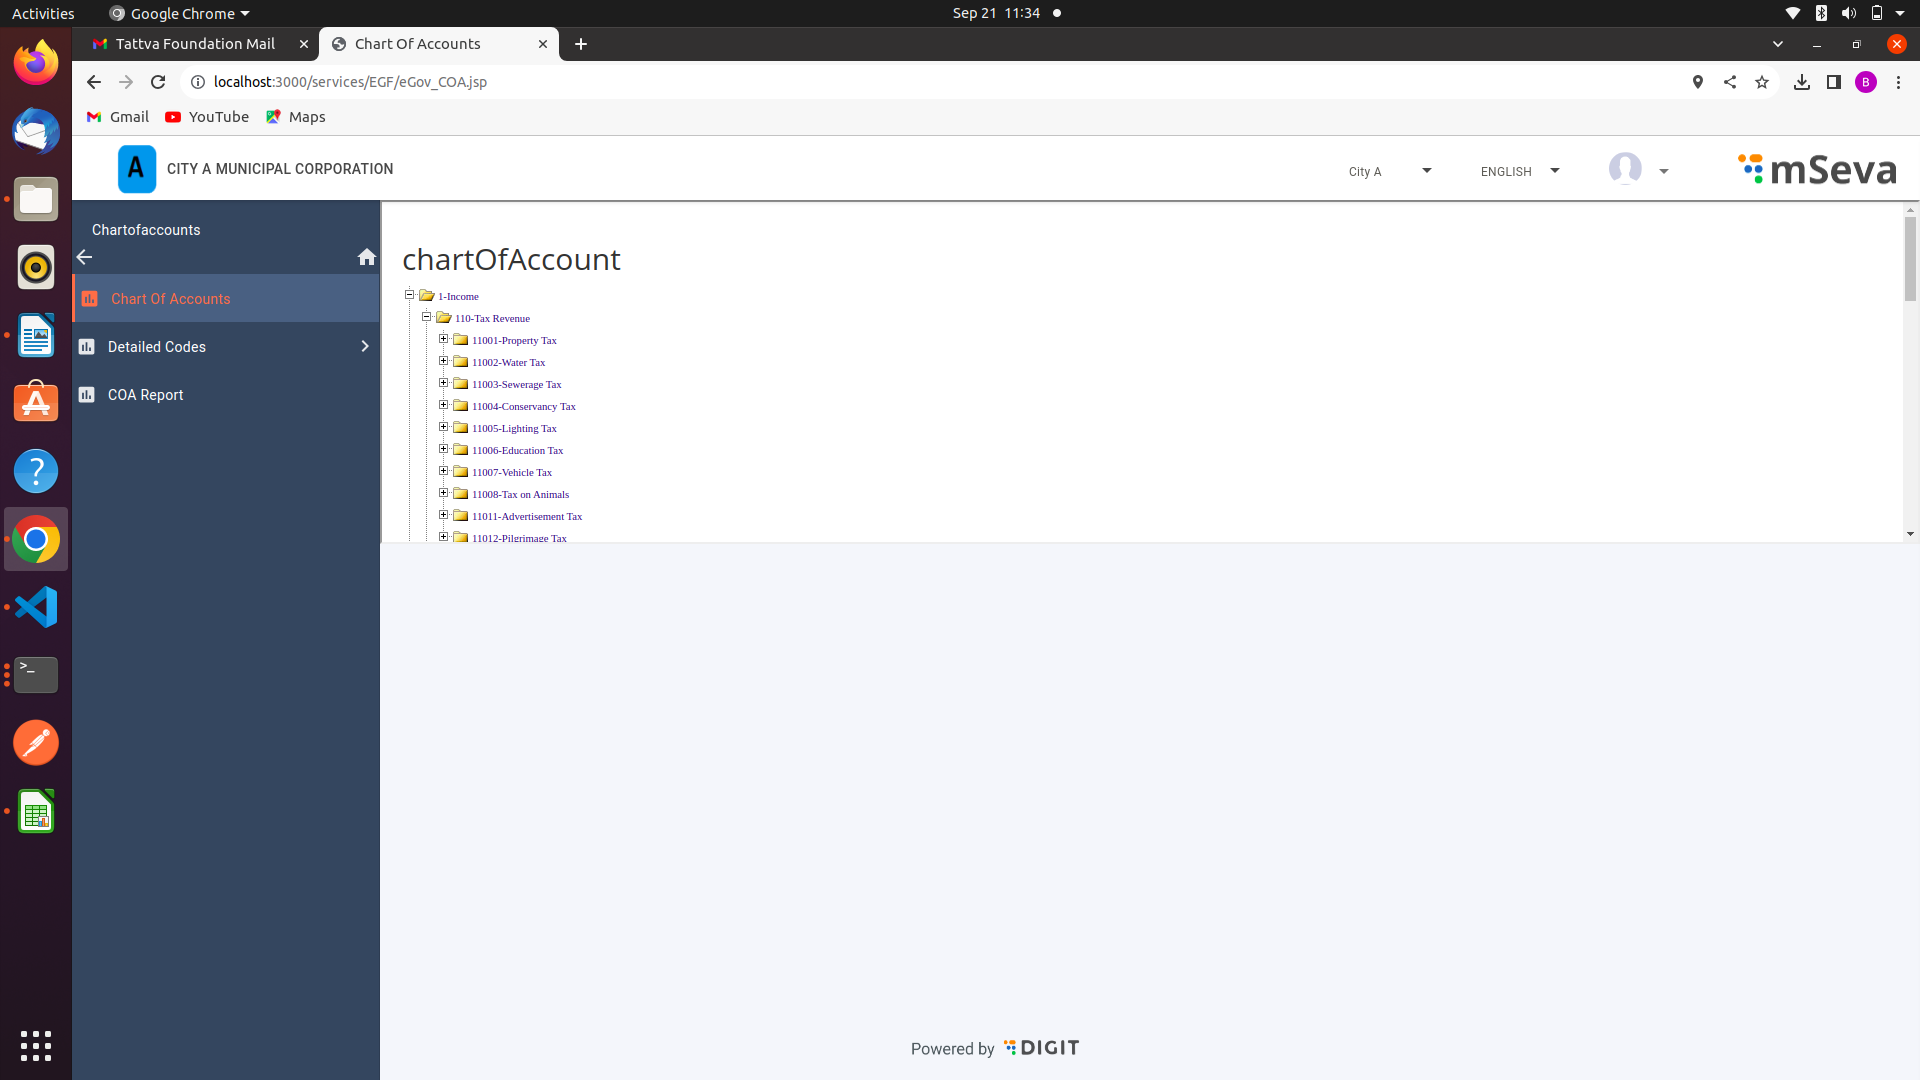 Activities
Google Chrome
Sep 21 11:34
Tattva Foundation Mail
Chart Of Accounts
localhost:3000/services/EGF/eGov_COA.jsp
B
Gmail
YouTube
Maps
A
CITY A MUNICIPAL CORPORATION
City A
ENGLISH
mSeva
Chartofaccounts
Chart Of Accounts
Detailed Codes
COA Report
chartOfAccount
1-Income
110-Tax Revenue
11001-Property Tax
11002-Water Tax
11003-Sewerage Tax
11004-Conservancy Tax
11005-Lighting Tax
11006-Education Tax
11007-Vehicle Tax
11008-Tax on Animals
11011-Advertisement Tax
11012-Pilgrimage Tax
Powered by DIGIT